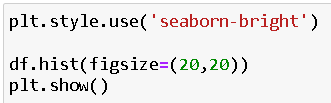 plt.style.use('seaborn-bright')
df.hist(figsize=(20,20))
plt.show()